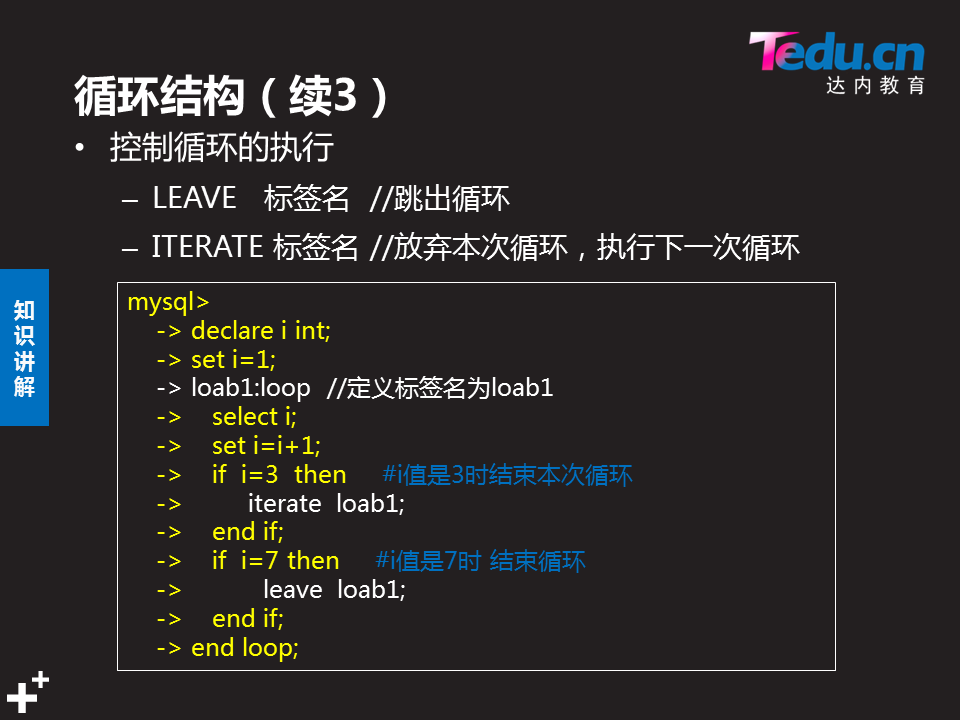 Tedu.cn
达内教育
循环结构（续3）
• 控制循环的执行
– LEAVE 标签名 //跳出循环
– ITERATE 标签名 //放弃本次循环，执行下一次循环
知识讲解
mysql>
-> declare i int;
-> set i=1;
-> loab1:loop //定义标签名为loab1
-> select i;
-> set i=i+1;
-> if i=3 then #i值是3时结束本次循环
-> iterate loab1;
-> end if;
-> if i=7 then #i值是7时 结束循环
-> leave loab1;
-> end if;
-> end loop;